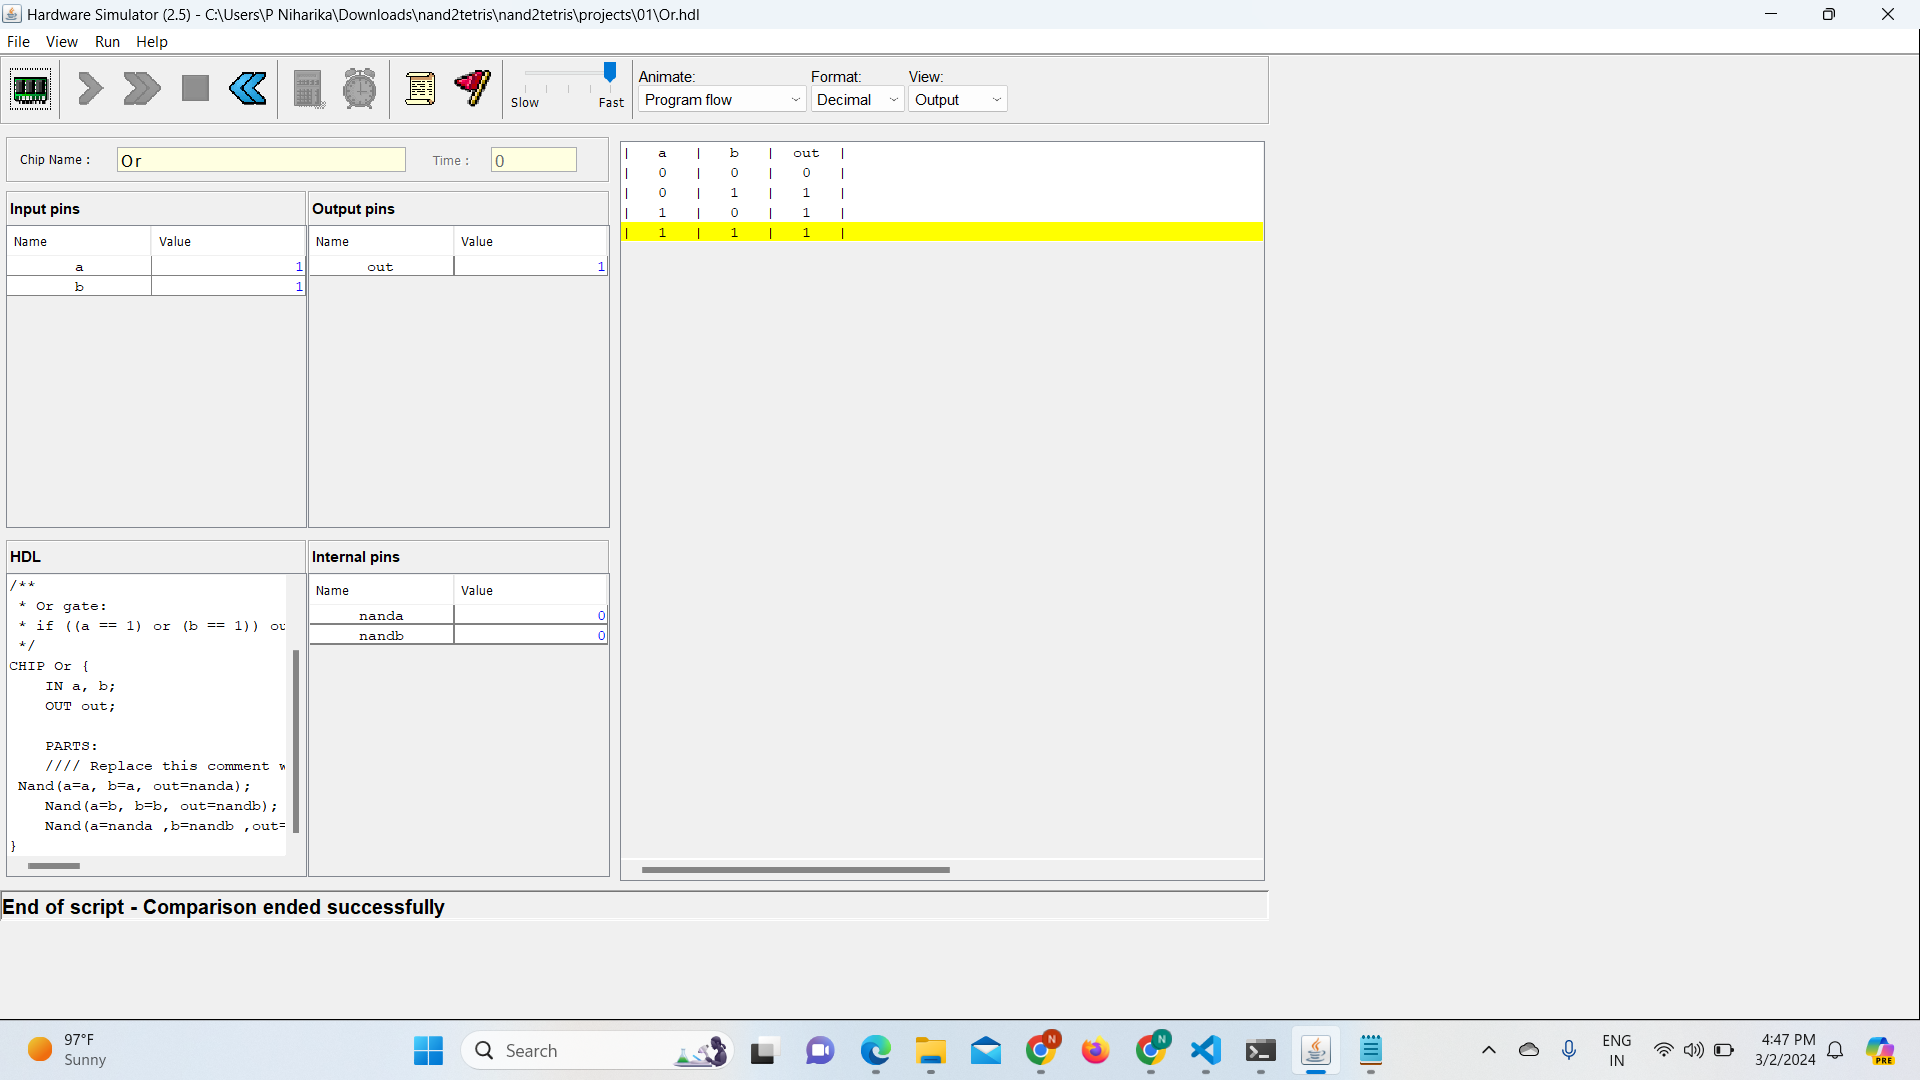 Hardware Simulator (2.5) - C:\Users\P Niharika\Downloads\nand2tetris\nand2tetris\projects\01\Or.hdl
File View Run Help
Slow Fast
Animate: Format: View:
Program flow Decimal Output
Chip Name : Or Time : 0
Input pins
Name Value
a 1
b 1
Output pins
Name Value
out 1
| a | b | out |
| 0 | 0 | 0 |
| 0 | 1 | 1 |
| 1 | 0 | 1 |
| 1 | 1 | 1 |
HDL
/**
* Or gate:
* if ((a == 1) or (b == 1)) ou
*/
CHIP Or {
IN a, b;
OUT out;
PARTS:
//// Replace this comment w
Nand(a=a, b=a, out=nanda);
Nand(a=b, b=b, out=nandb);
Nand(a=nanda ,b=nandb ,out=
}
Internal pins
Name Value
nanda 0
nandb 0
End of script - Comparison ended successfully
97°F
Sunny
Search
N
N
ENG
IN
4:47 PM
3/2/2024
PRE